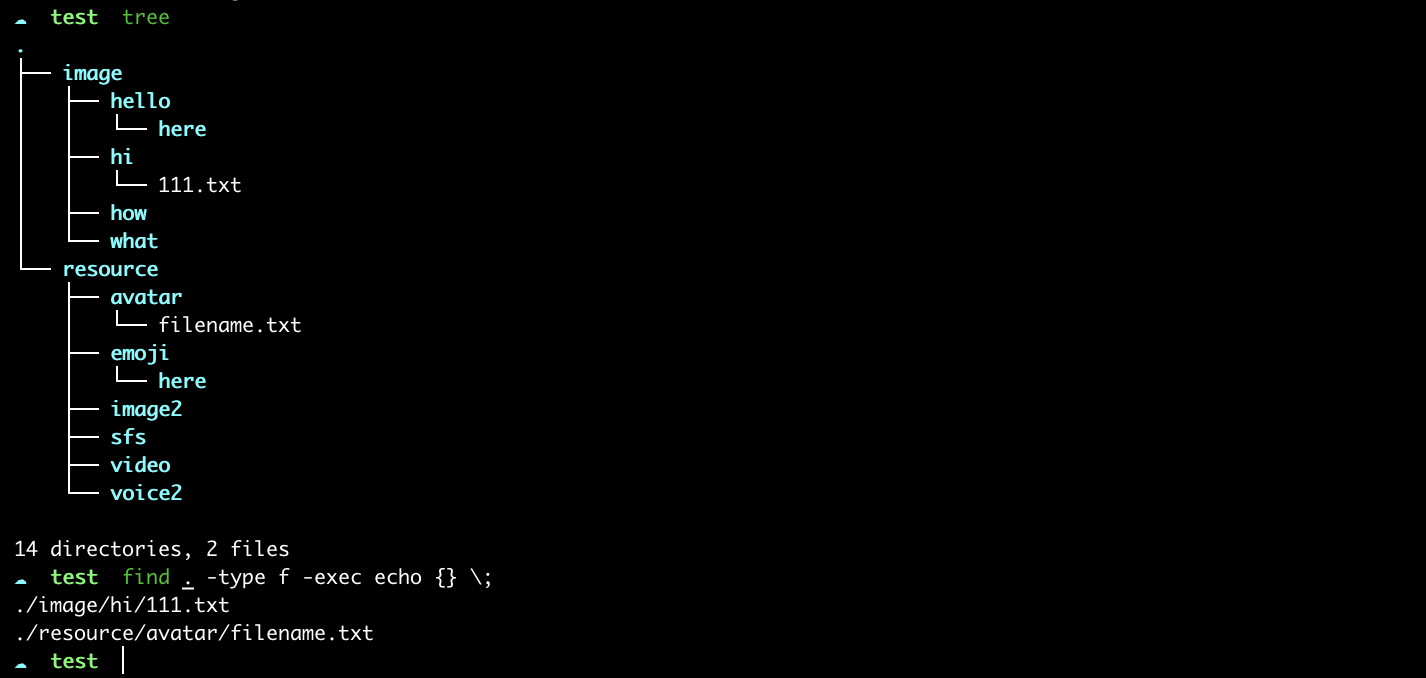 ☁ test tree
.
├── image
│   ├── hello
│   │   └── here
│   ├── hi
│   │   └── 111.txt
│   ├── how
│   └── what
└── resource
    ├── avatar
    │   └── filename.txt
    ├── emoji
    │   └── here
    ├── image2
    ├── sfs
    ├── video
    └── voice2
14 directories, 2 files
☁ test find . -type f -exec echo {} \;
./image/hi/111.txt
./resource/avatar/filename.txt
☁ test